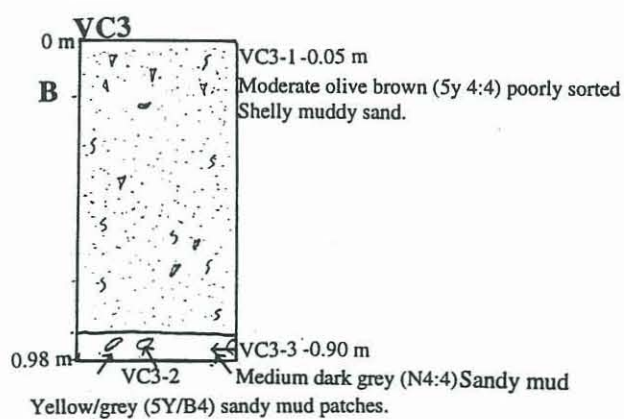 VC3
0 m
VC3-1 -0.05 m
B
Moderate olive brown (5y 4:4) poorly sorted
Shelly muddy sand.
VC3-3 -0.90 m
0.98 m
VC3-2
Medium dark grey (N4:4) Sandy mud
Yellow/grey (5Y/B4) sandy mud patches.